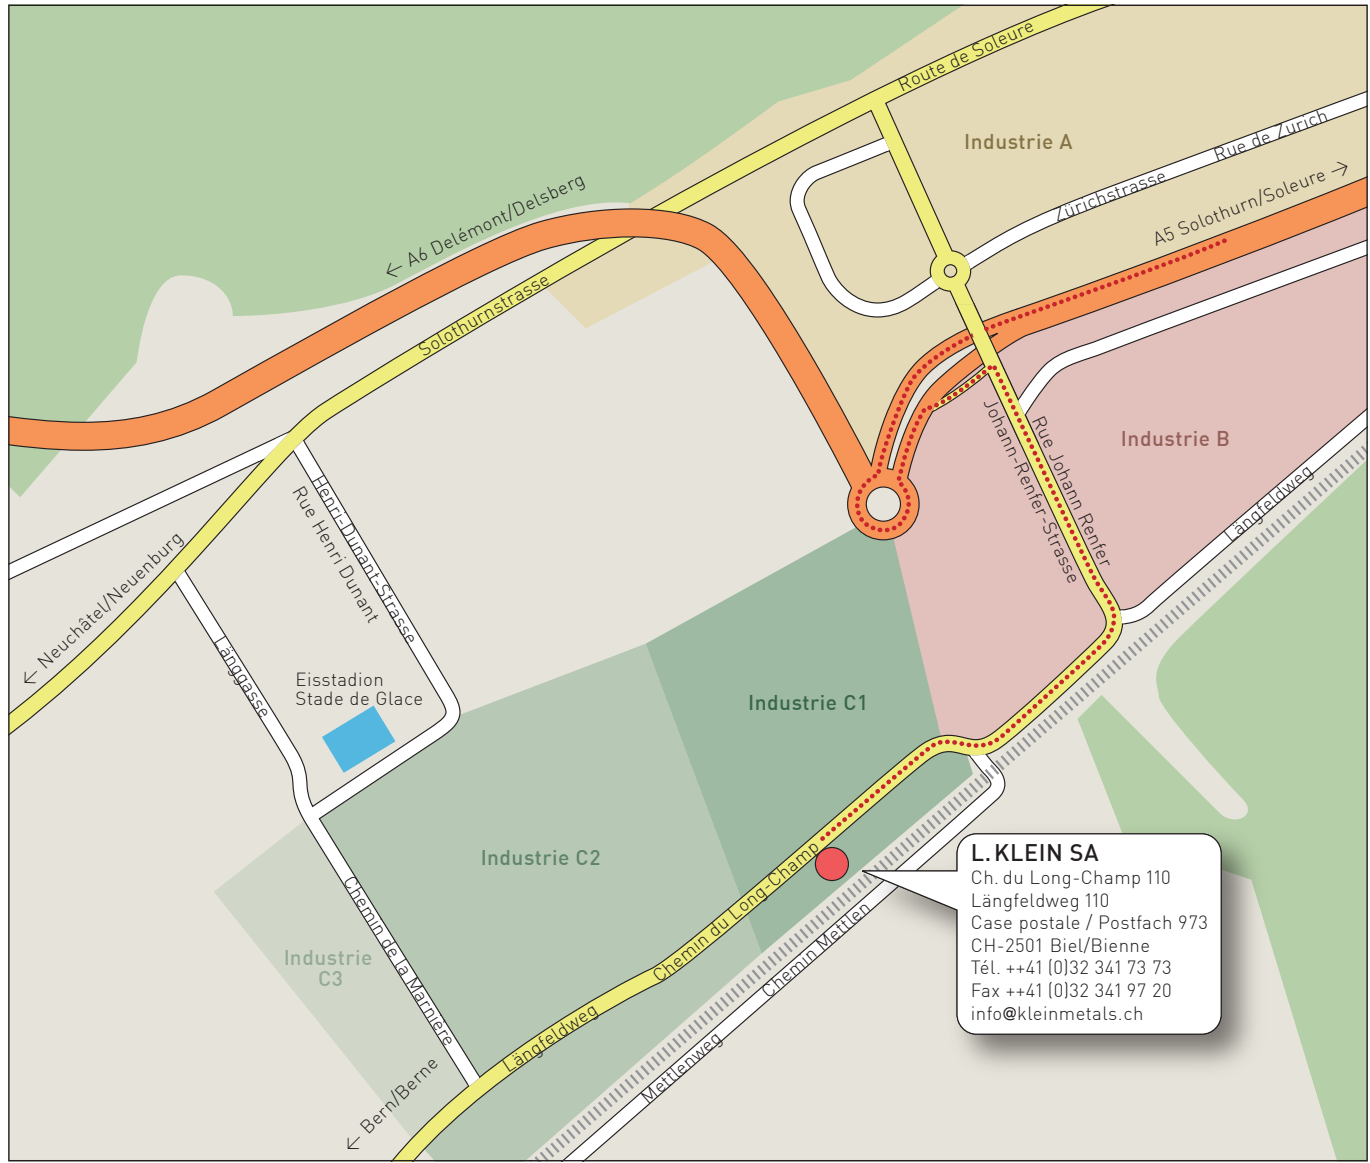 Route de Soleure
Industrie A
Rue de Zurich
Zürichstrasse
A5 Solothurn/Soleure →
← A6 Delémont/Delsberg
Solothurnstrasse
Industrie B
Rue Johann Renfer
Johann-Renfer-Strasse
Längfeldweg
Henri-Dunant-Strasse
Rue Henri Dunant
← Neuchâtel/Neuenburg
Länggasse
Eisstadion
Stade de Glace
Industrie C1
Industrie C2
Industrie
C3
Chemin de la Marniere
Chemin du Long-Champ
Längfeldweg
← Bern/Berne
Chemin Mettlen
Mettlenweg
L. KLEIN SA
Ch. du Long-Champ 110
Längfeldweg 110
Case postale / Postfach 973
CH-2501 Biel/Bienne
Tél. ++41 (0)32 341 73 73
Fax ++41 (0)32 341 97 20
info@kleinmetals.ch